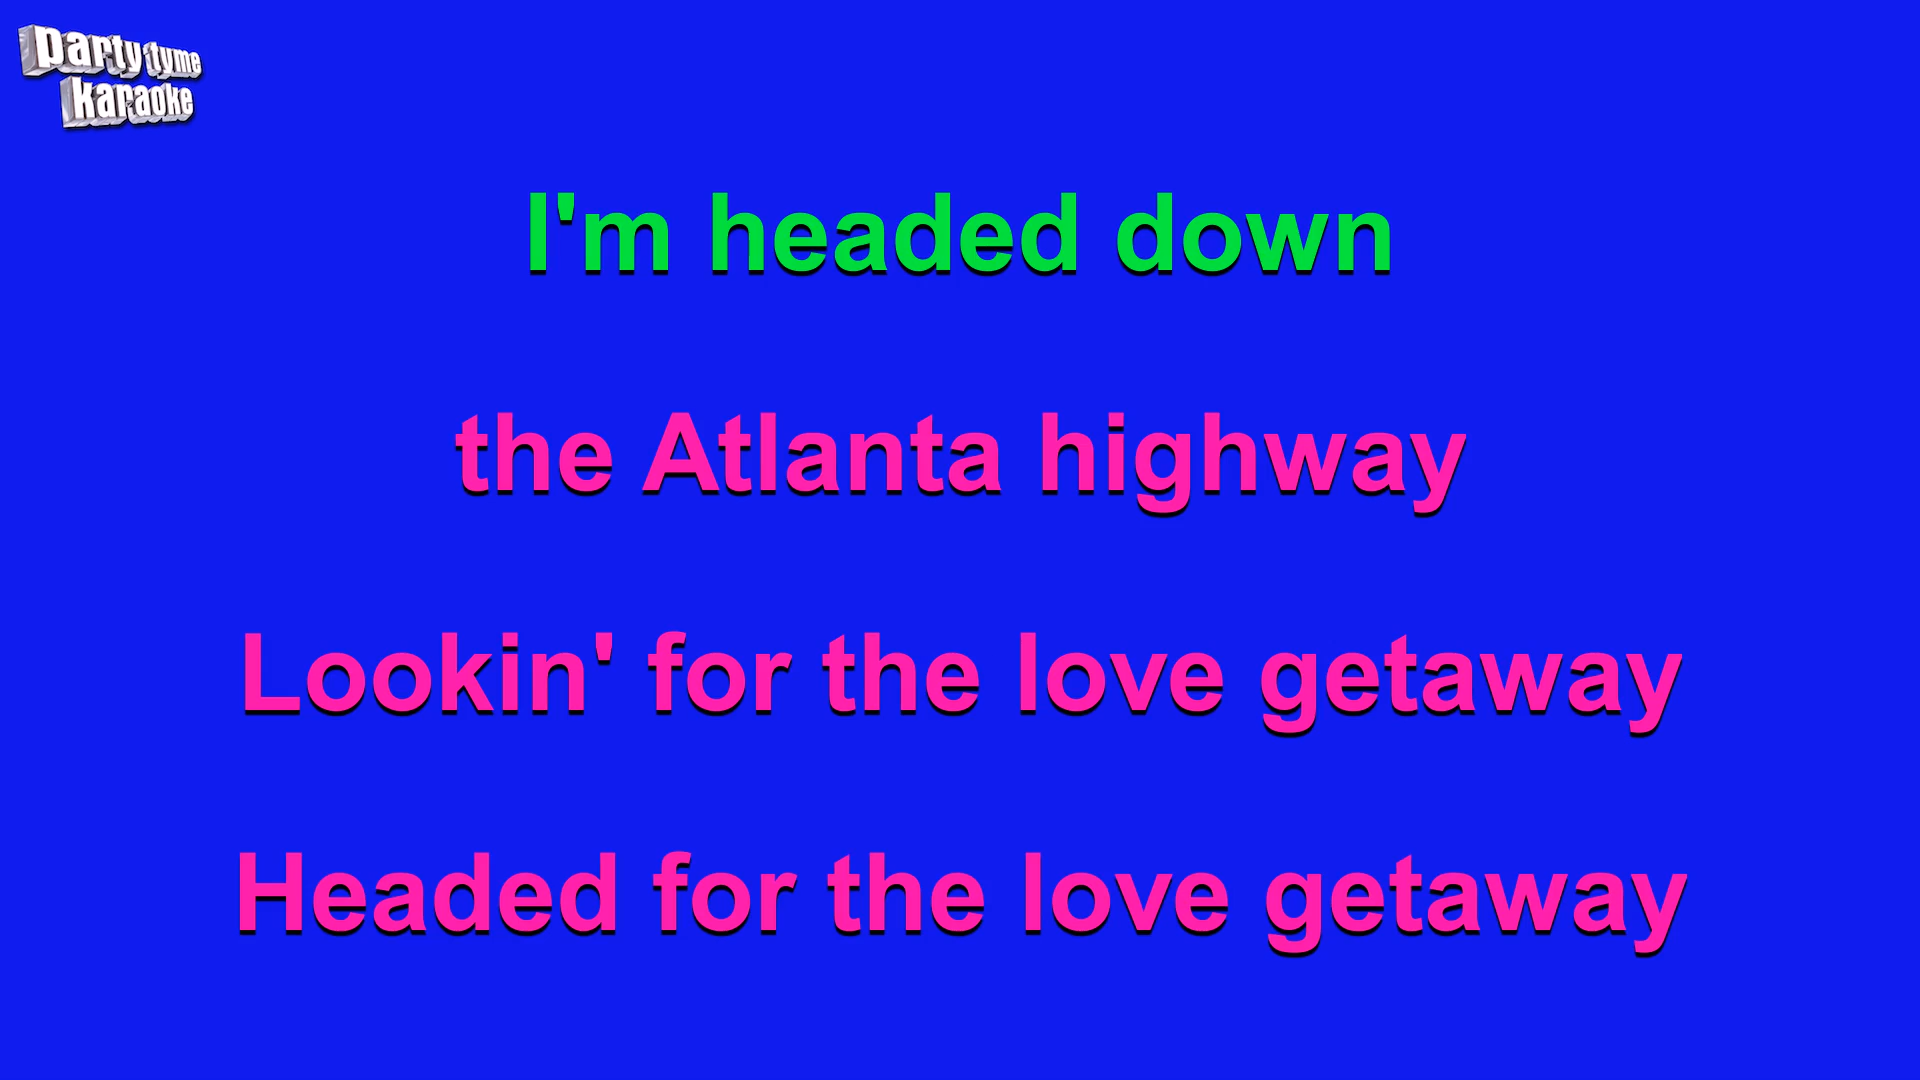 party tyme
karaoke
I'm headed down
the Atlanta highway
Lookin' for the love getaway
Headed for the love getaway